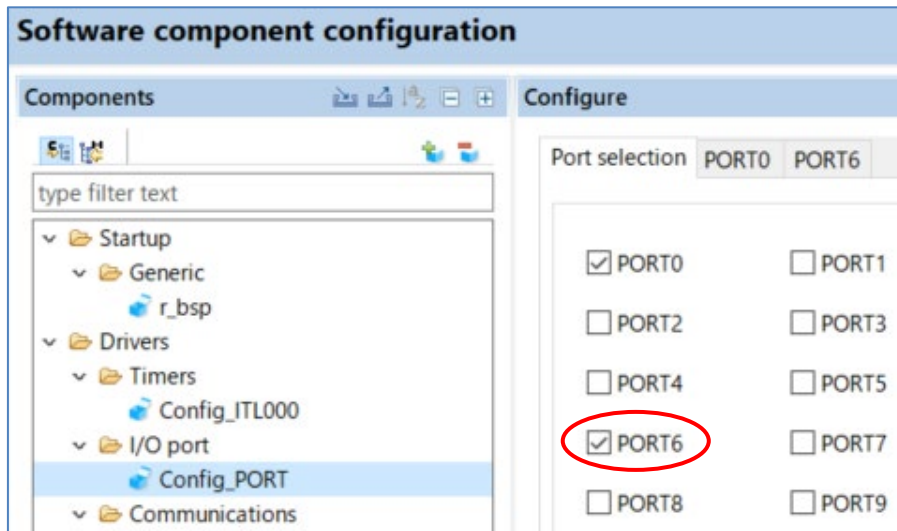 Software component configuration
Components
Configure
type filter text
Startup
Generic
r_bsp
Drivers
Timers
Config_ITL000
I/O port
Config_PORT
Communications
Port selection PORT0 PORT6
PORT0 PORT1
PORT2 PORT3
PORT4 PORT5
PORT6 PORT7
PORT8 PORT9